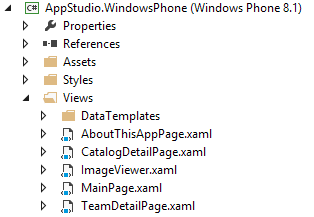 AppStudio.WindowsPhone (Windows Phone 8.1)
Properties
References
Assets
Styles
Views
DataTemplates
AboutThisAppPage.xaml
CatalogDetailPage.xaml
ImageViewer.xaml
MainPage.xaml
TeamDetailPage.xaml